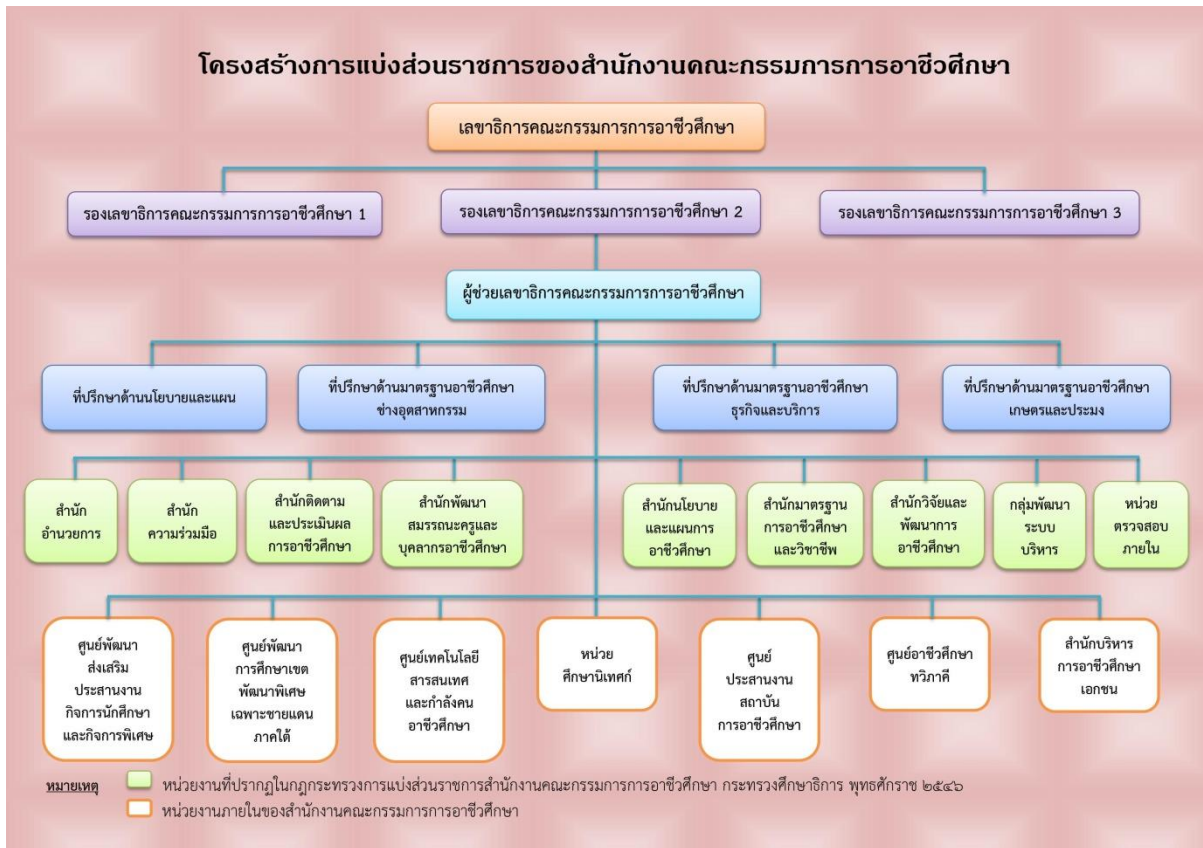 โครงสร้างการแบ่งส่วนราชการของสำนักงานคณะกรรมการการอาชีวศึกษา
เลขาธิการคณะกรรมการการอาชีวศึกษา
รองเลขาธิการคณะกรรมการการอาชีวศึกษา 1
รองเลขาธิการคณะกรรมการการอาชีวศึกษา 2
รองเลขาธิการคณะกรรมการการอาชีวศึกษา 3
ผู้ช่วยเลขาธิการคณะกรรมการการอาชีวศึกษา
ที่ปรึกษาด้านนโยบายและแผน
ที่ปรึกษาด้านมาตรฐานอาชีวศึกษา
ช่างอุตสาหกรรม
ที่ปรึกษาด้านมาตรฐานอาชีวศึกษา
ธุรกิจและบริการ
ที่ปรึกษาด้านมาตรฐานอาชีวศึกษา
เกษตรและประมง
สำนัก
อำนวยการ
สำนัก
ความร่วมมือ
สำนักติดตาม
และประเมินผล
การอาชีวศึกษา
สำนักพัฒนา
สมรรถนะครูและ
บุคลากรอาชีวศึกษา
สำนักนโยบาย
และแผนการ
อาชีวศึกษา
สำนักมาตรฐาน
การอาชีวศึกษา
และวิชาชีพ
สำนักวิจัยและ
พัฒนาการ
อาชีวศึกษา
กลุ่มพัฒนา
ระบบ
บริหาร
หน่วย
ตรวจสอบ
ภายใน
ศูนย์พัฒนา
ส่งเสริม
ประสานงาน
กิจการนักศึกษา
และกิจการพิเศษ
ศูนย์พัฒนา
การศึกษาเขต
พัฒนาพิเศษ
เฉพาะชายแดน
ภาคใต้
ศูนย์เทคโนโลยี
สารสนเทศ
และกำลังคน
อาชีวศึกษา
หน่วย
ศึกษานิเทศก์
ศูนย์
ประสานงาน
สถาบัน
การอาชีวศึกษา
ศูนย์อาชีวศึกษา
ทวิภาคี
สำนักบริหาร
การอาชีวศึกษา
เอกชน
หมายเหตุ หน่วยงานที่ปรากฏในกฎกระทรวงการแบ่งส่วนราชการสำนักงานคณะกรรมการการอาชีวศึกษา กระทรวงศึกษาธิการ พุทธศักราช ๒๕๔๖
หน่วยงานภายในของสำนักงานคณะกรรมการการอาชีวศึกษา